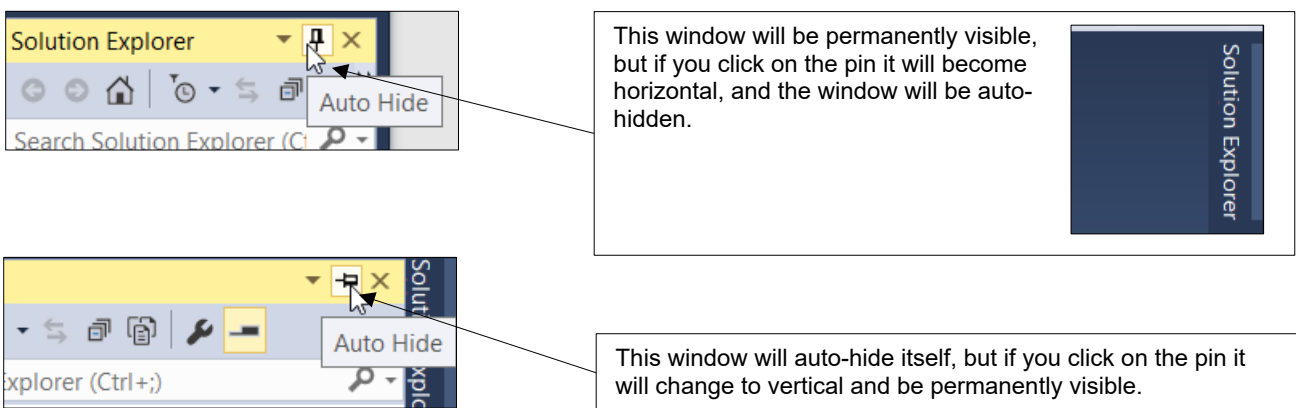 Solution Explorer
Auto Hide
Search Solution Explorer (C
This window will be permanently visible,
but if you click on the pin it will become
horizontal, and the window will be auto-
hidden.
Solution Explorer
Auto Hide
xplorer (Ctrl+;)
Solut
xplo
This window will auto-hide itself, but if you click on the pin it
will change to vertical and be permanently visible.